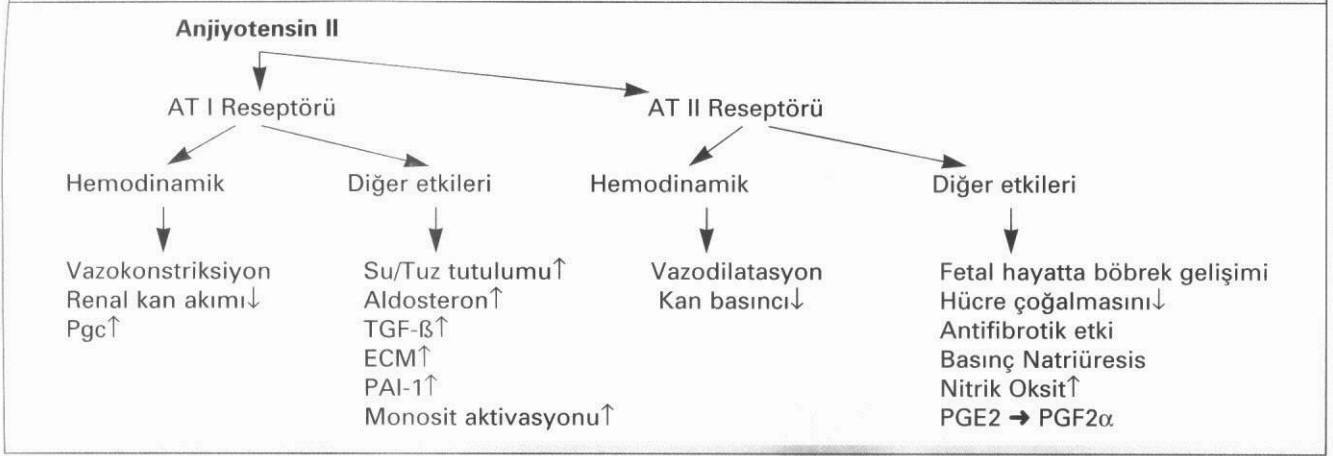 Anjiyotensin II
AT I Reseptörü
AT II Reseptörü
Hemodinamik
Diğer etkileri
Hemodinamik
Diğer etkileri
Vazokonstriksiyon
Renal kan akımı↓
Pgc↑
Su/Tuz tutulumu↑
Aldosteron↑
TGF-ß↑
ECM↑
PAI-1↑
Monosit aktivasyonu↑
Vazodilatasyon
Kan basıncı↓
Fetal hayatta böbrek gelişimi
Hücre çoğalmasını↓
Antifibrotik etki
Basınç Natriüresis
Nitrik Oksit↑
PGE2 ➜ PGF2α